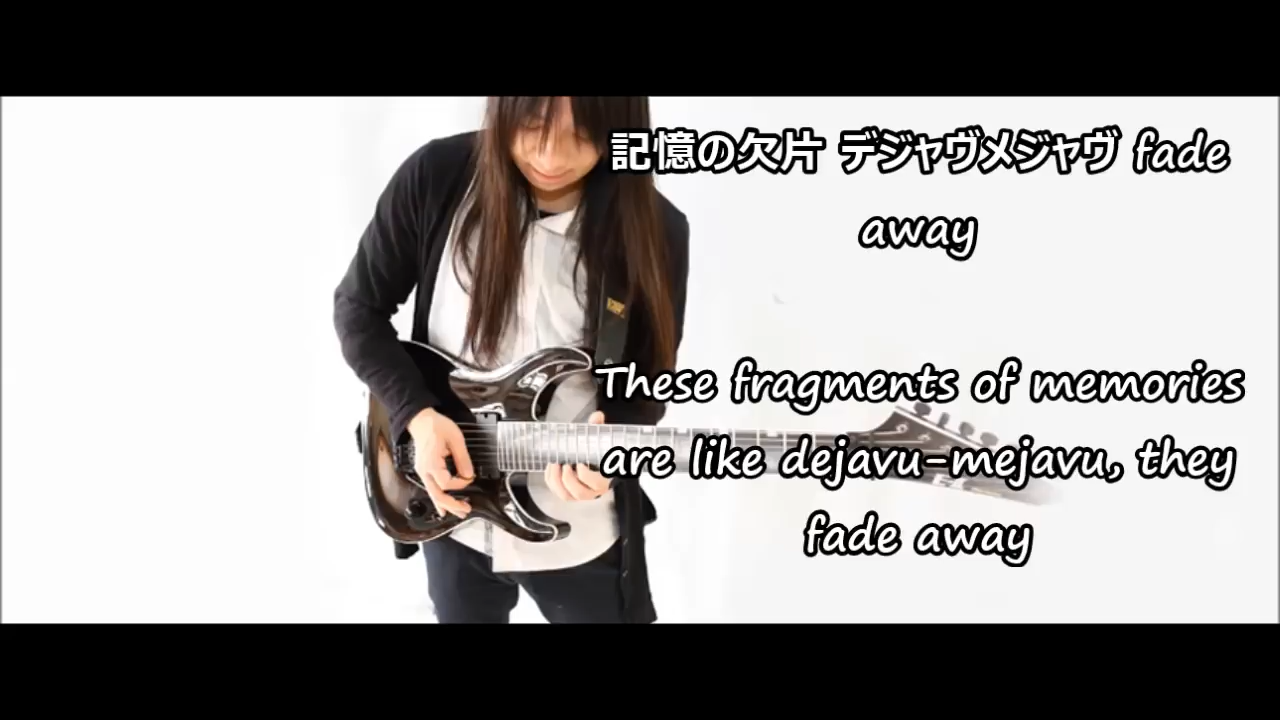 記憶の欠片 デジャヴメジャヴ fade
away
These fragments of memories
are like dejavu-mejavu, they
fade away